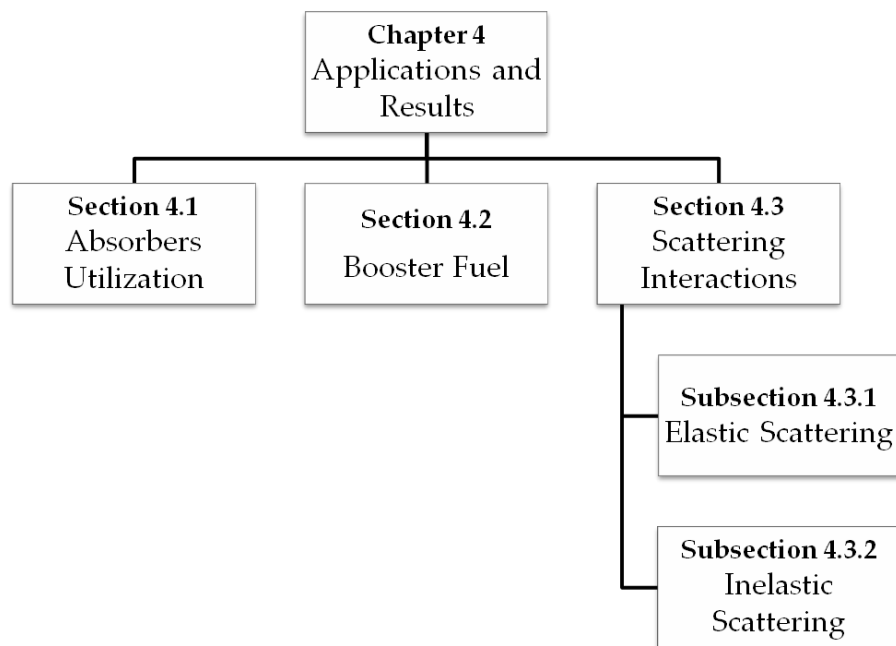 Chapter 4
Applications and
Results
Section 4.1
Absorbers
Utilization
Section 4.2
Booster Fuel
Section 4.3
Scattering
Interactions
Subsection 4.3.1
Elastic Scattering
Subsection 4.3.2
Inelastic
Scattering